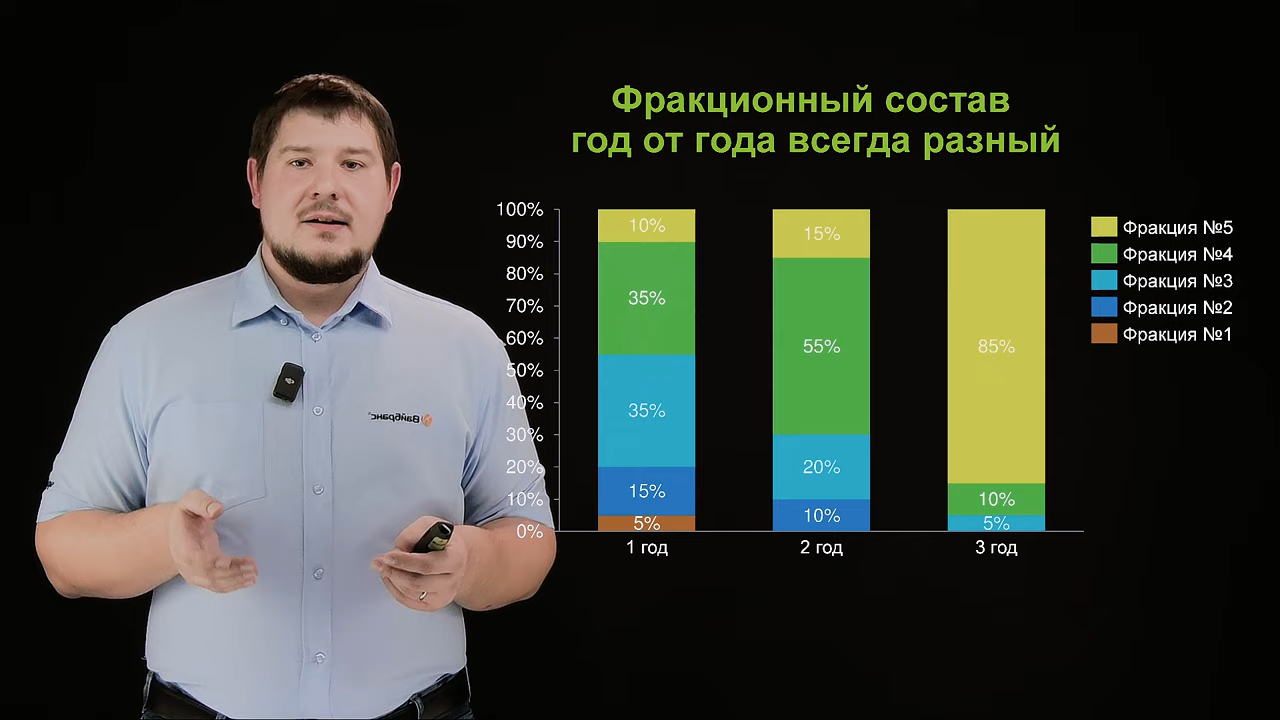 Фракционный состав
год от года всегда разный
100%
90%
80%
70%
60%
50%
40%
30%
20%
10%
0%
10%
35%
35%
15%
5%
15%
55%
20%
10%
85%
10%
5%
1 год
2 год
3 год
Фракция №5
Фракция №4
Фракция №3
Фракция №2
Фракция №1
Вайбранс